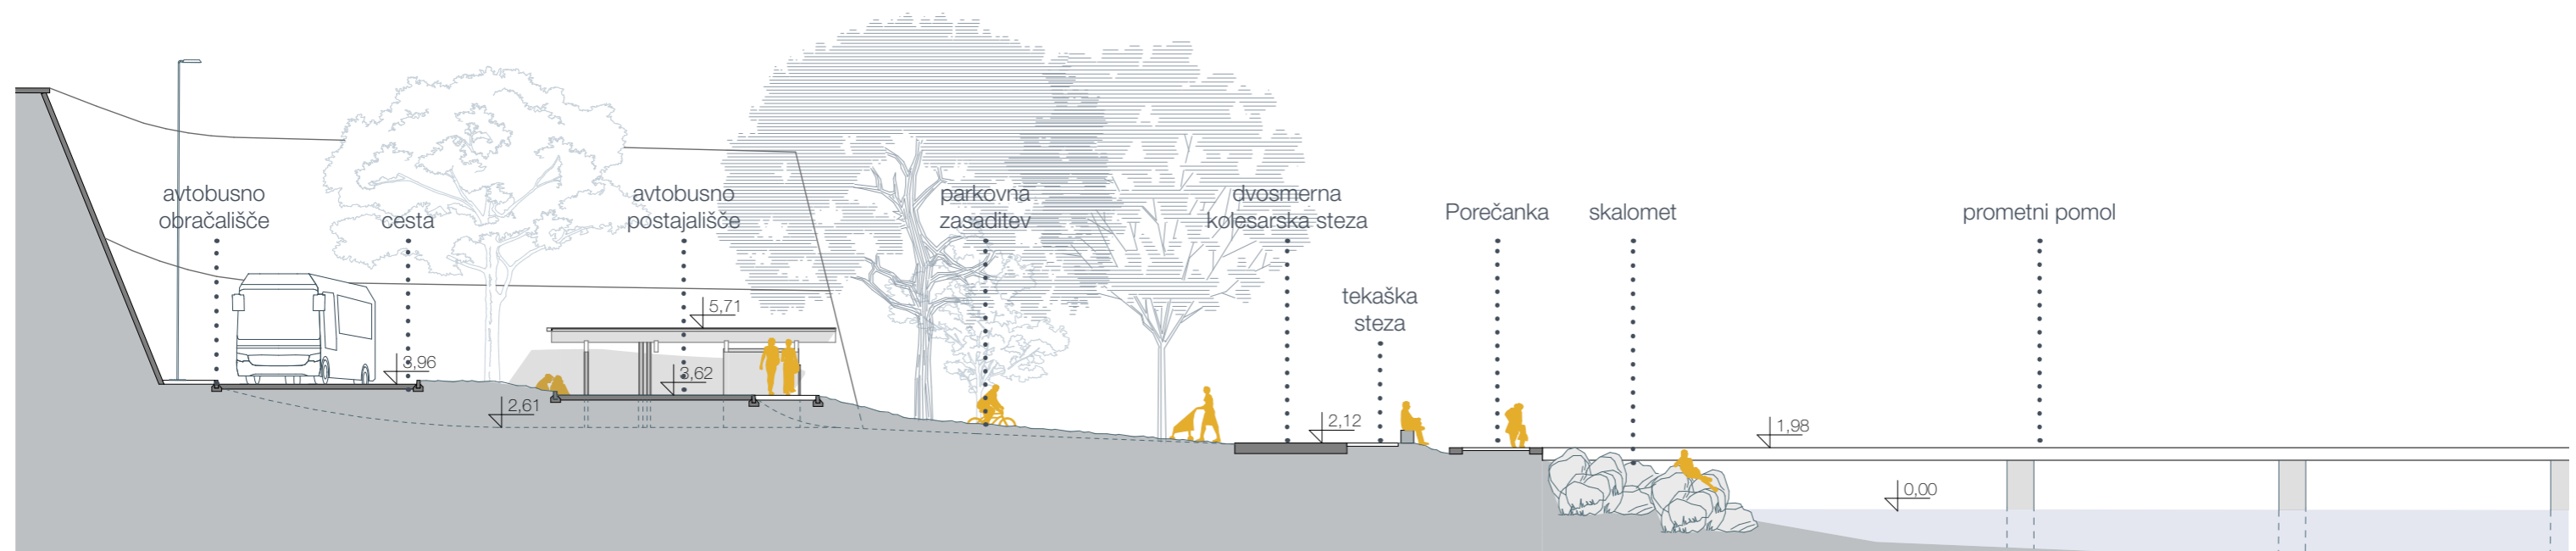 avtobusno
obračališče
cesta
avtobusno
postajališče
parkovna
zasaditev
dvosmerna
kolesarska steza
tekaška
steza
Porečanka
skalomet
prometni pomol
5,71
3,96
3,62
2,61
2,12
1,98
0,00